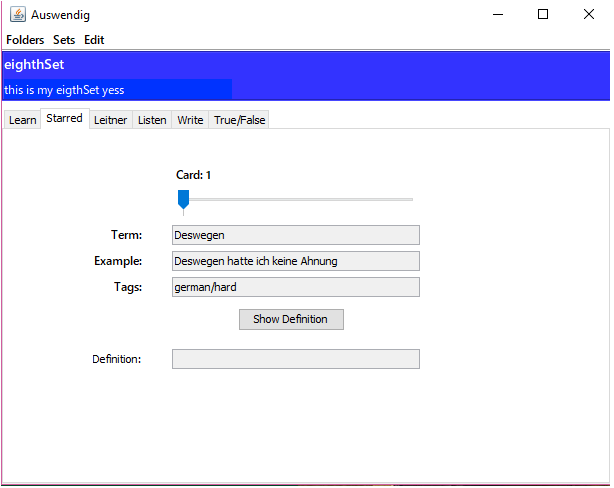 Auswendig
Folders Sets Edit
eighthSet
this is my eigthSet yess
Learn Starred Leitner Listen Write True/False
Card: 1
Term: Deswegen
Example: Deswegen hatte ich keine Ahnung
Tags: german/hard
Show Definition
Definition: